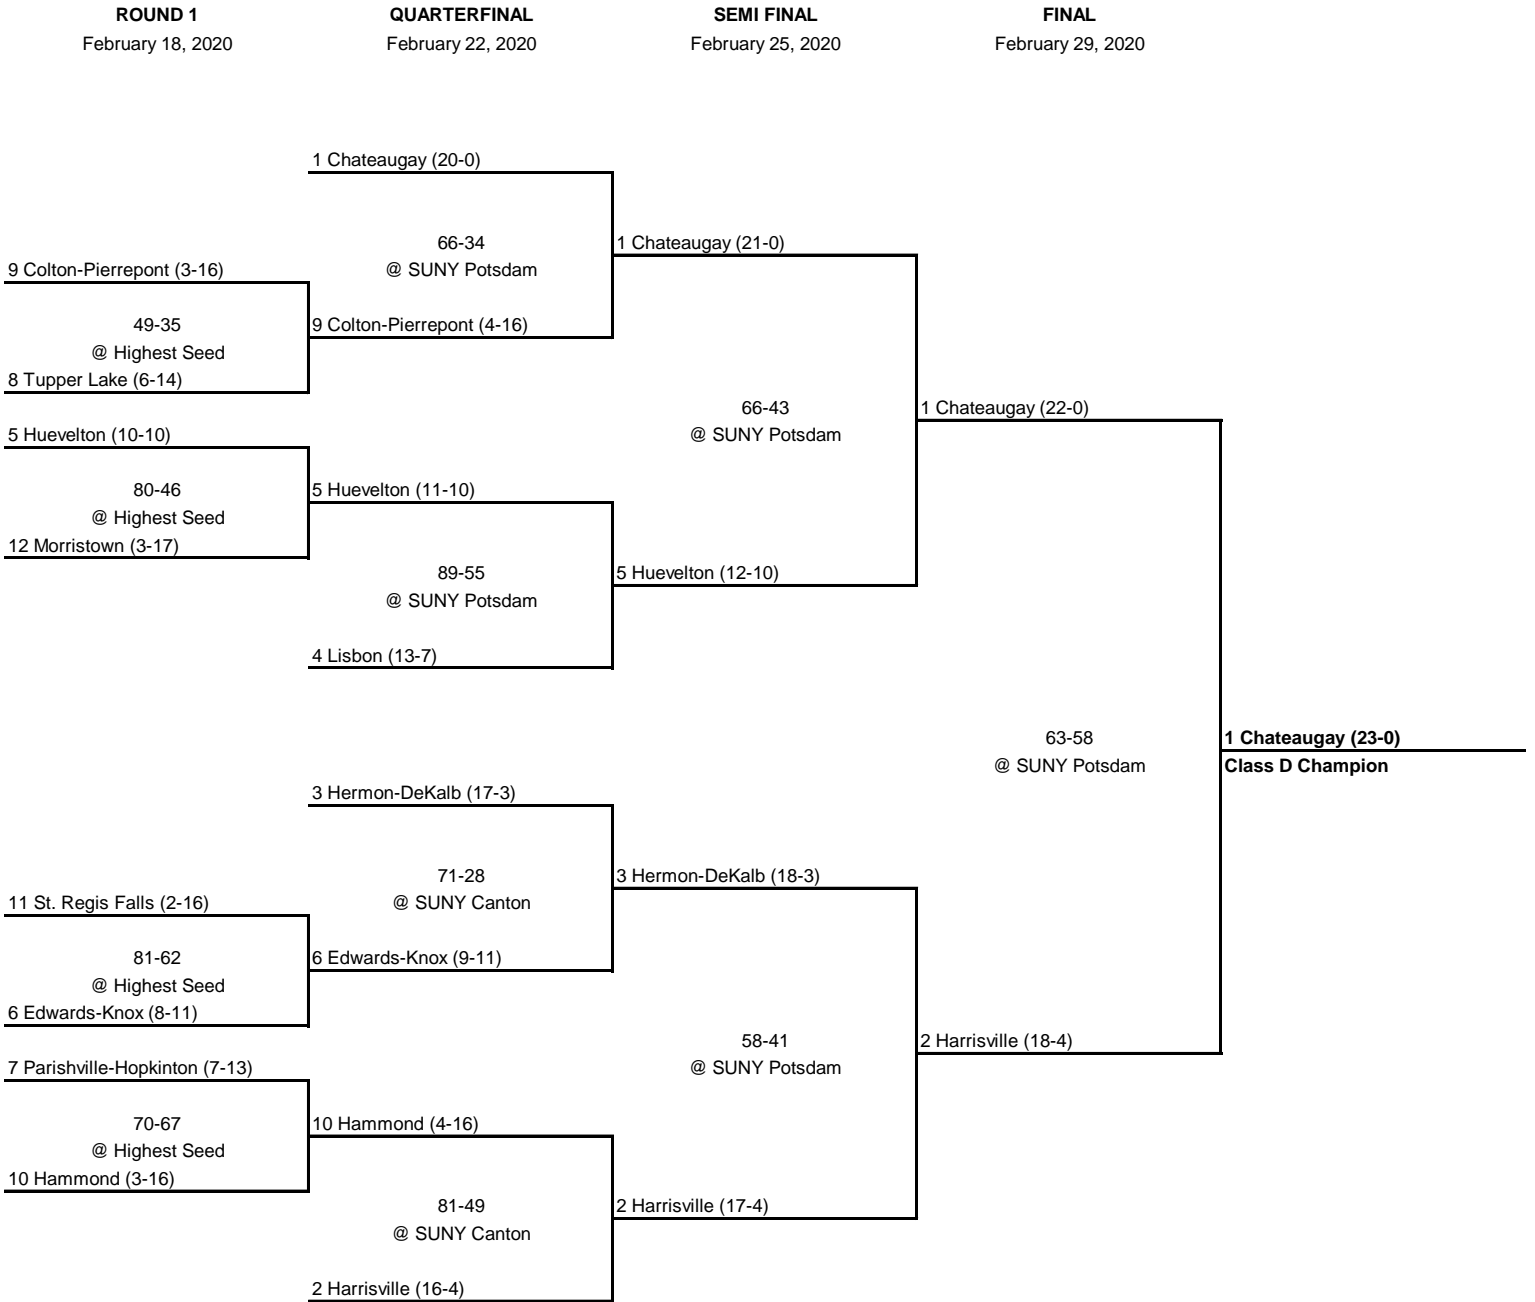 ROUND 1
February 18, 2020
QUARTERFINAL
February 22, 2020
SEMI FINAL
February 25, 2020
FINAL
February 29, 2020
1 Chateaugay (20-0)
66-34
@ SUNY Potsdam
1 Chateaugay (21-0)
9 Colton-Pierrepont (3-16)
49-35
@ Highest Seed
9 Colton-Pierrepont (4-16)
8 Tupper Lake (6-14)
66-43
@ SUNY Potsdam
1 Chateaugay (22-0)
5 Huevelton (10-10)
80-46
@ Highest Seed
5 Huevelton (11-10)
12 Morristown (3-17)
89-55
@ SUNY Potsdam
5 Huevelton (12-10)
4 Lisbon (13-7)
63-58
@ SUNY Potsdam
1 Chateaugay (23-0)
Class D Champion
3 Hermon-DeKalb (17-3)
71-28
@ SUNY Canton
3 Hermon-DeKalb (18-3)
11 St. Regis Falls (2-16)
81-62
@ Highest Seed
6 Edwards-Knox (9-11)
6 Edwards-Knox (8-11)
58-41
@ SUNY Potsdam
2 Harrisville (18-4)
7 Parishville-Hopkinton (7-13)
70-67
@ Highest Seed
10 Hammond (4-16)
10 Hammond (3-16)
81-49
@ SUNY Canton
2 Harrisville (17-4)
2 Harrisville (16-4)